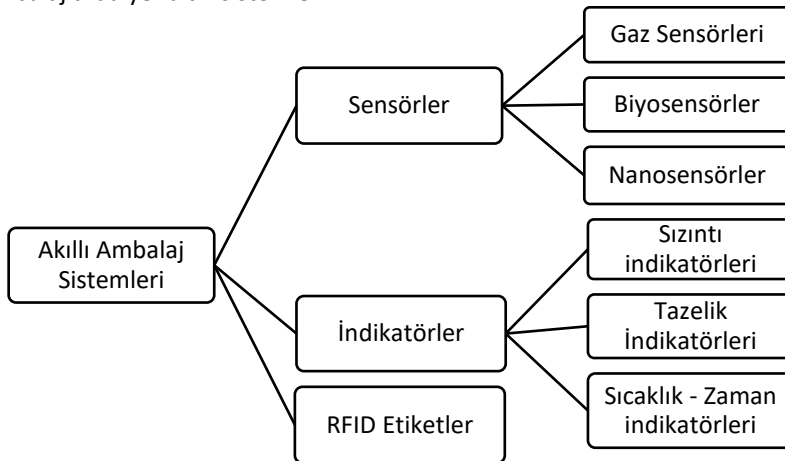 Akıllı Ambalaj
Sistemleri
Sensörler
Gaz Sensörleri
Biyosensörler
Nanosensörler
İndikatörler
Sızıntı
indikatörleri
Tazelik
İndikatörleri
Sıcaklık - Zaman
indikatörleri
RFID Etiketler